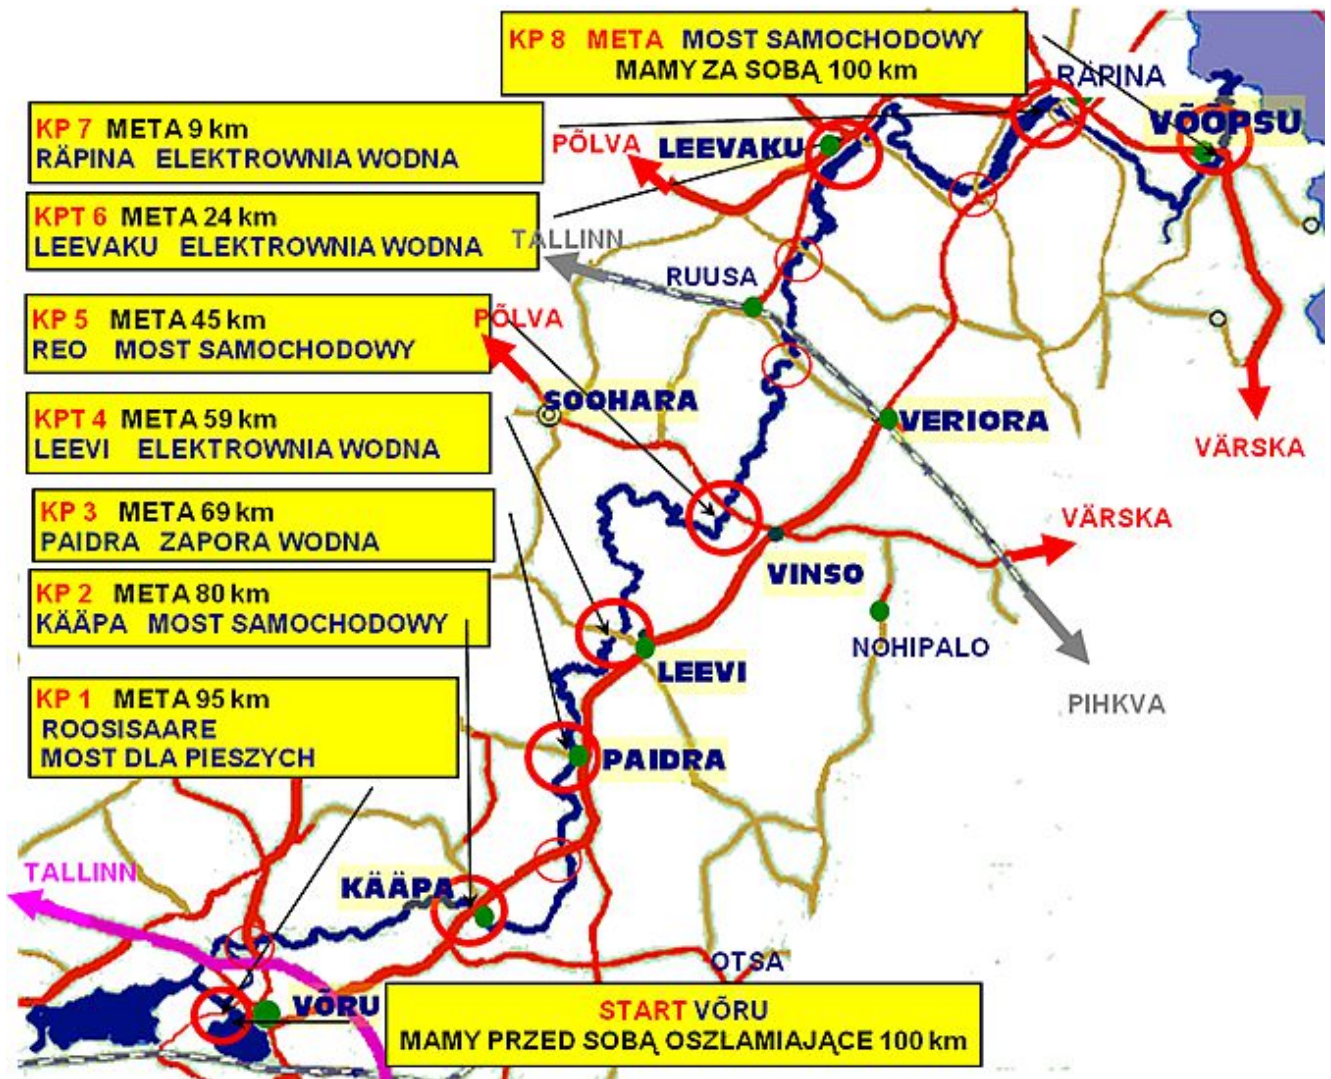 KP 8 META MOST SAMOCHODOWY
MAMY ZA SOBĄ 100 km
KP 7 META 9 km
RÄPINA ELEKTROWNIA WODNA
KPT 6 META 24 km
LEEVAKU ELEKTROWNIA WODNA
KP 5 META 45 km
REO MOST SAMOCHODOWY
KPT 4 META 59 km
LEEVI ELEKTROWNIA WODNA
KP 3 META 69 km
PAIDRA ZAPORA WODNA
KP 2 META 80 km
KÄÄPA MOST SAMOCHODOWY
KP 1 META 95 km
ROOSISAARE
MOST DLA PIESZYCH
START VÕRU
MAMY PRZED SOBĄ OSZŁAMIAJĄCE 100 km
RÄPINA
VÕÕPSU
PÕLVA
LEEVAKU
TALLINN
RUUSA
PÕLVA
SOOHARA
VERIORA
VÄRSKA
VÄRSKA
VINSO
NOHIPALO
LEEVI
PIHKVA
PAIDRA
TALLINN
KÄÄPA
OTSA
VÕRU